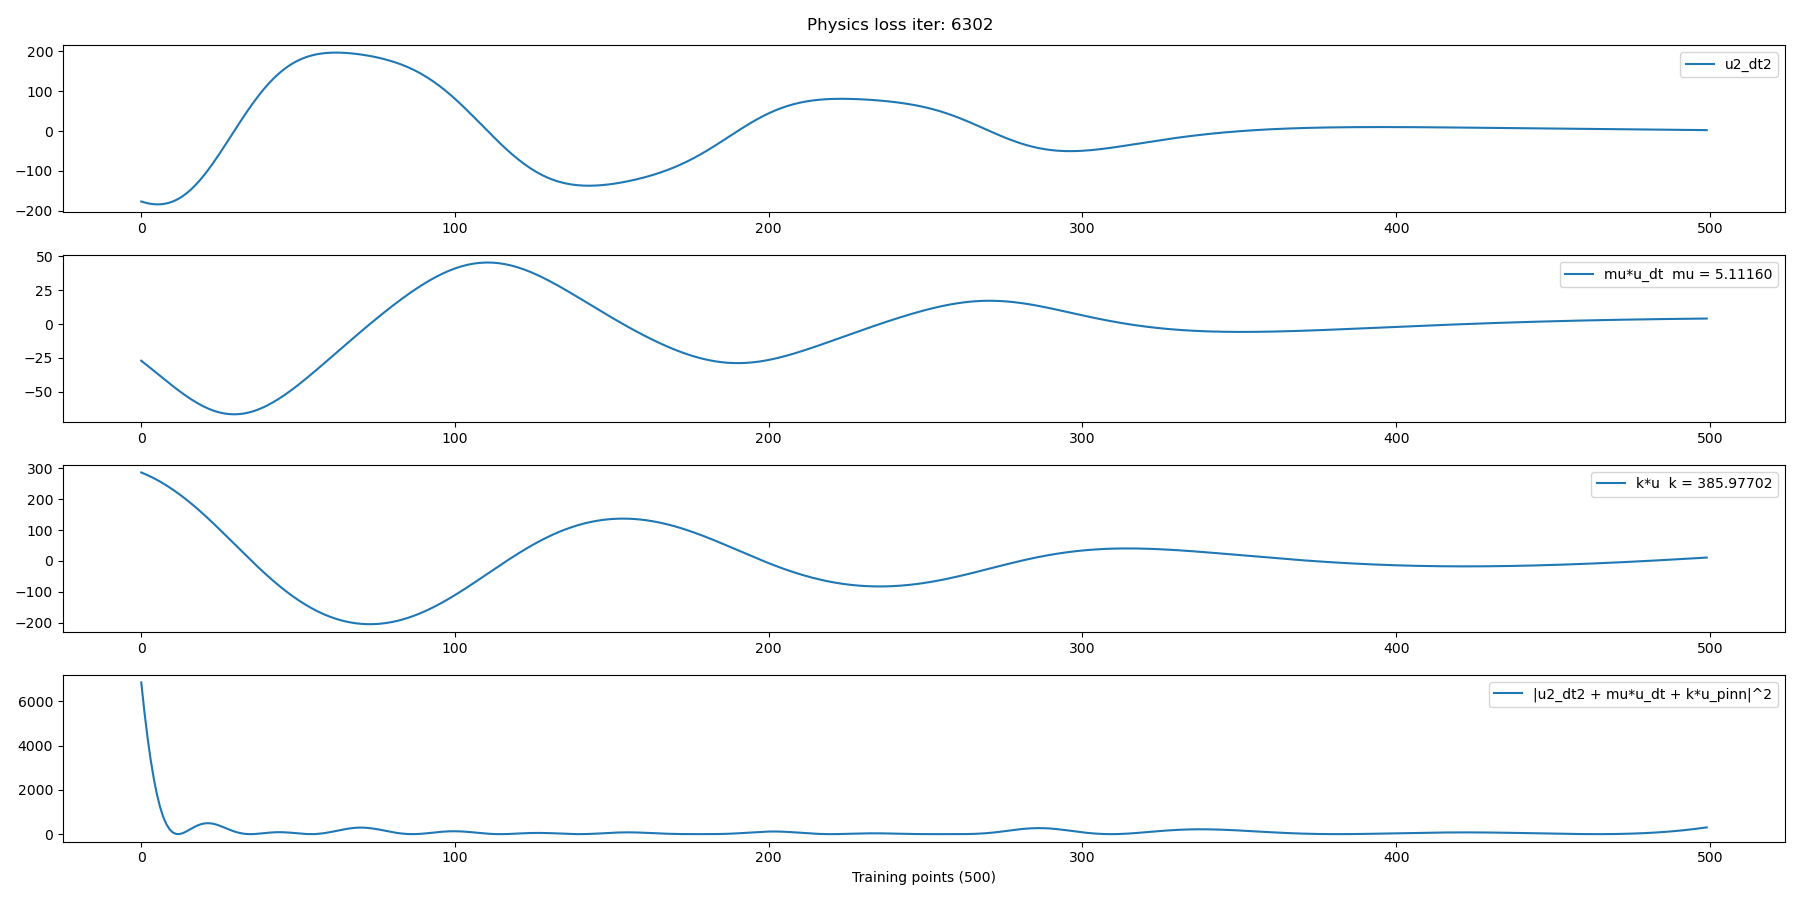 Physics loss iter: 6302
200
100
0
−100
−200
u2_dt2
0 100 200 300 400 500
50
25
0
−25
−50
mu*u_dt  mu = 5.11160
0 100 200 300 400 500
300
200
100
0
−100
−200
k*u  k = 385.97702
0 100 200 300 400 500
6000
4000
2000
0
|u2_dt2 + mu*u_dt + k*u_pinn|^2
0 100 200 300 400 500
Training points (500)